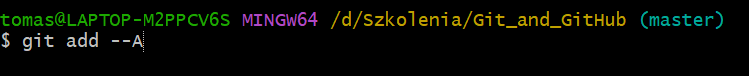 tomas@LAPTOP-M2PPCV6S MINGW64 /d/Szkolenia/Git_and_GitHub (master)
$ git add --A